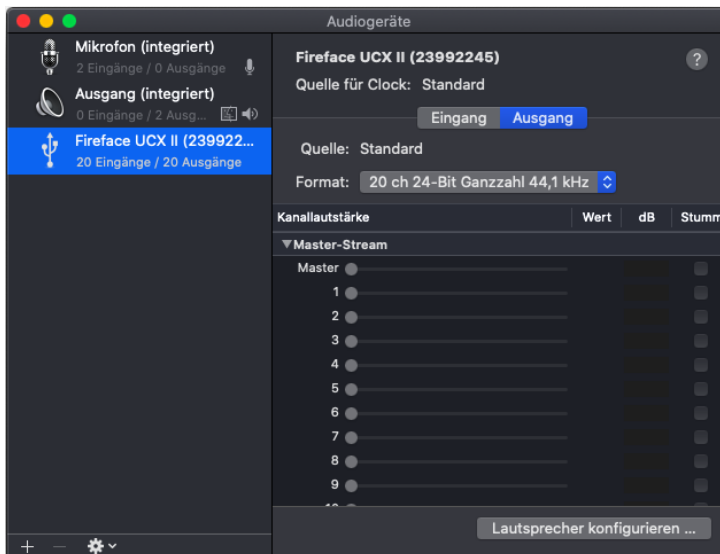 Audiogeräte
Mikrofon (integriert)
2 Eingänge / 0 Ausgänge
Ausgang (integriert)
0 Eingänge / 2 Ausg...
Fireface UCX II (239922...
20 Eingänge / 20 Ausgänge
Fireface UCX II (23992245)
?
Quelle für Clock: Standard
Eingang Ausgang
Quelle: Standard
Format: 20 ch 24-Bit Ganzzahl 44,1 kHz
Kanallautstärke Wert dB Stumm
Master-Stream
Master
1
2
3
4
5
6
7
8
9
Lautsprecher konfigurieren ...